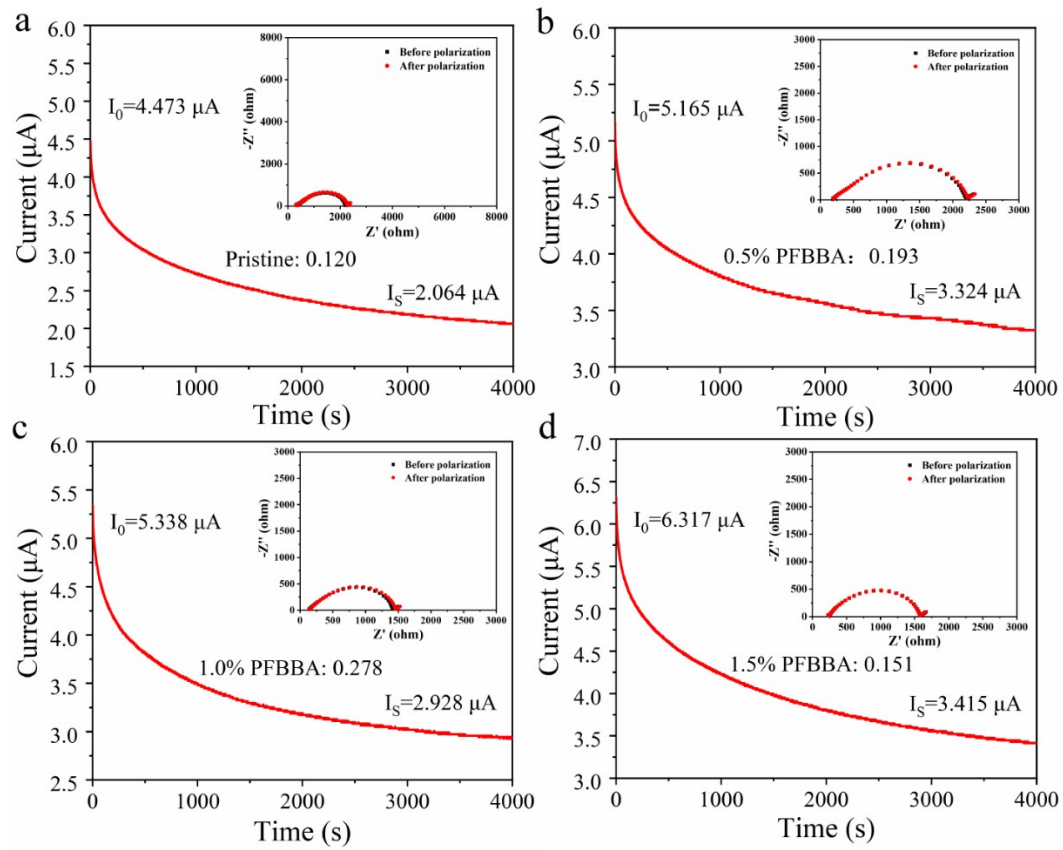 a
6.0
5.5
5.0
4.5
4.0
3.5
3.0
2.5
2.0
1.5
Current (μA)
0 1000 2000 3000 4000
Time (s)
I0=4.473 μA
Pristine: 0.120
IS=2.064 μA
8000
6000
4000
2000
0
-Z'' (ohm)
0 2000 4000 6000 8000
Z' (ohm)
Before polarization
After polarization
b
6.0
5.5
5.0
4.5
4.0
3.5
3.0
Current (μA)
0 1000 2000 3000 4000
Time (s)
I0=5.165 μA
0.5% PFBBA： 0.193
IS=3.324 μA
3000
2500
2000
1500
1000
500
0
-Z'' (ohm)
0 500 1000 1500 2000 2500 3000
Z' (ohm)
Before polarization
After polarization
c
6.0
5.5
5.0
4.5
4.0
3.5
3.0
2.5
Current (μA)
0 1000 2000 3000 4000
Time (s)
I0=5.338 μA
1.0% PFBBA: 0.278
IS=2.928 μA
3000
2500
2000
1500
1000
500
0
-Z'' (ohm)
0 500 1000 1500 2000 2500 3000
Z' (ohm)
Before polarization
After polarization
d
7.0
6.5
6.0
5.5
5.0
4.5
4.0
3.5
3.0
Current (μA)
0 1000 2000 3000 4000
Time (s)
I0=6.317 μA
1.5% PFBBA: 0.151
IS=3.415 μA
3000
2500
2000
1500
1000
500
0
-Z'' (ohm)
0 500 1000 1500 2000 2500 3000
Z' (ohm)
Before polarization
After polarization